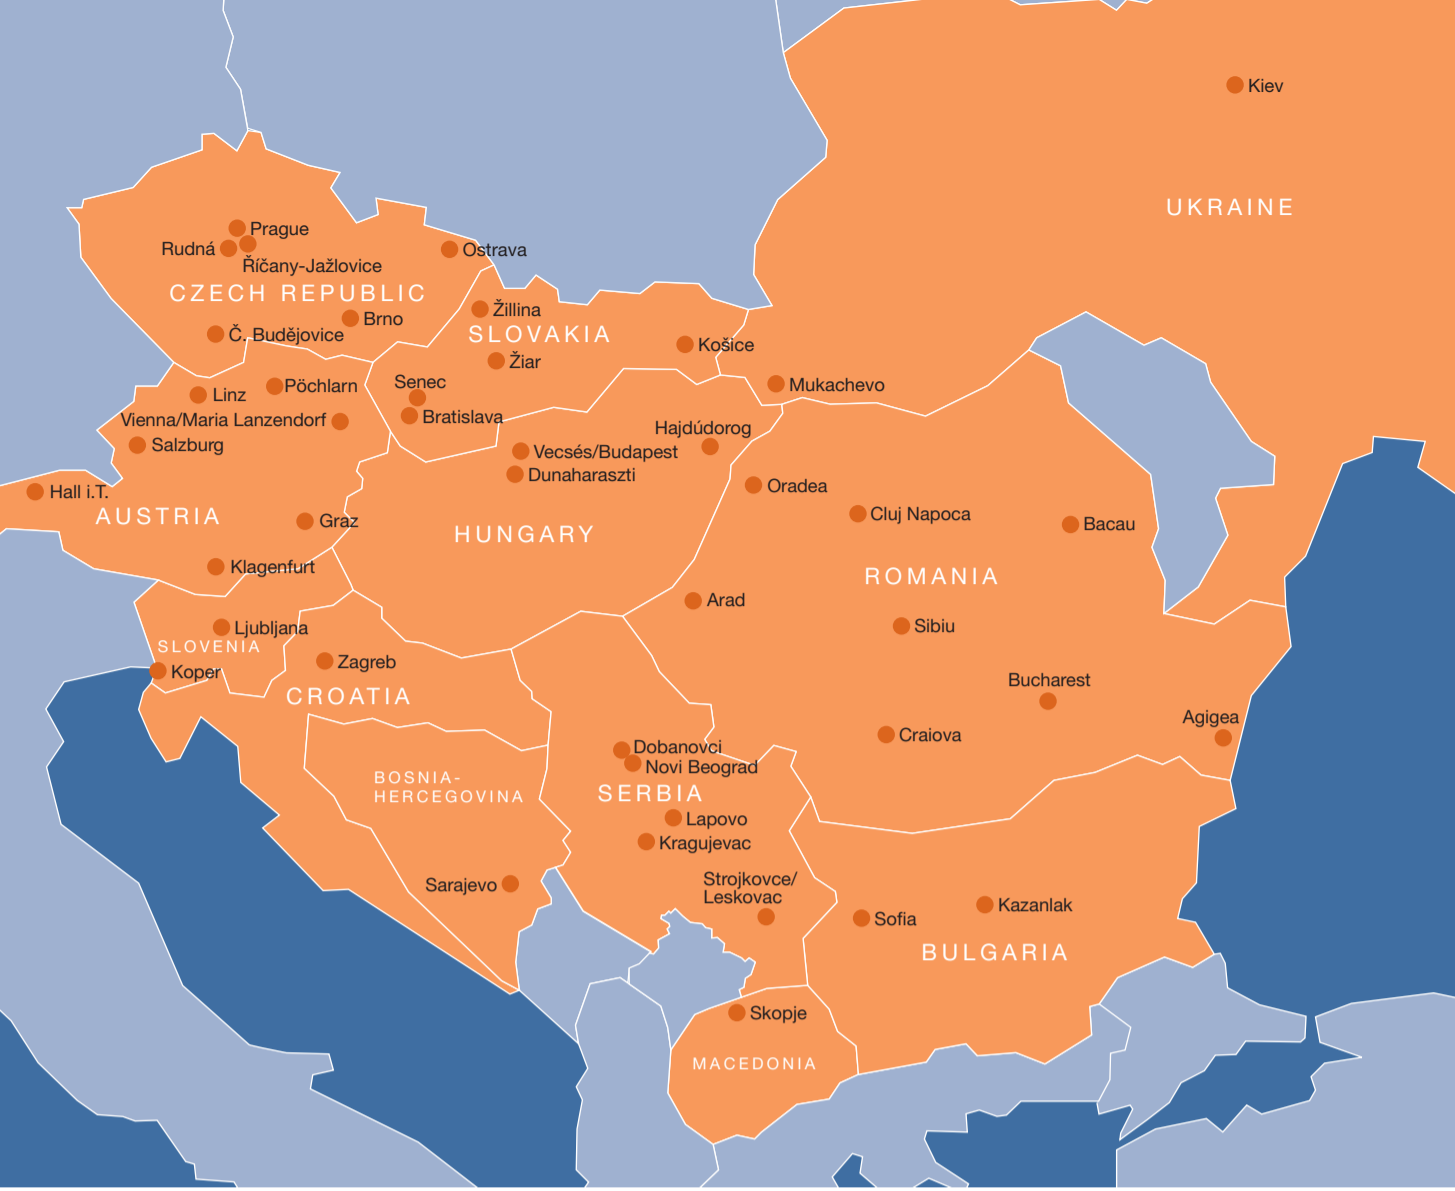 Kiev
UKRAINE
Prague
Rudná
Říčany-Jažlovice
Ostrava
CZECH REPUBLIC
Brno
Č. Budějovice
Žillina
SLOVAKIA
Košice
Žiar
Senec
Bratislava
Mukachevo
Linz
Pöchlarn
Vienna/Maria Lanzendorf
Salzburg
Hall i.T.
AUSTRIA
Graz
Klagenfurt
Hajdúdorog
Vecsés/Budapest
Dunaharaszti
HUNGARY
Oradea
Cluj Napoca
Bacau
ROMANIA
Arad
Sibiu
Bucharest
Agigea
Craiova
Ljubljana
SLOVENIA
Koper
Zagreb
CROATIA
BOSNIA-
HERCEGOVINA
Sarajevo
Dobanovci
Novi Beograd
SERBIA
Lapovo
Kragujevac
Strojkovce/
Leskovac
Sofia
Kazanlak
BULGARIA
Skopje
MACEDONIA